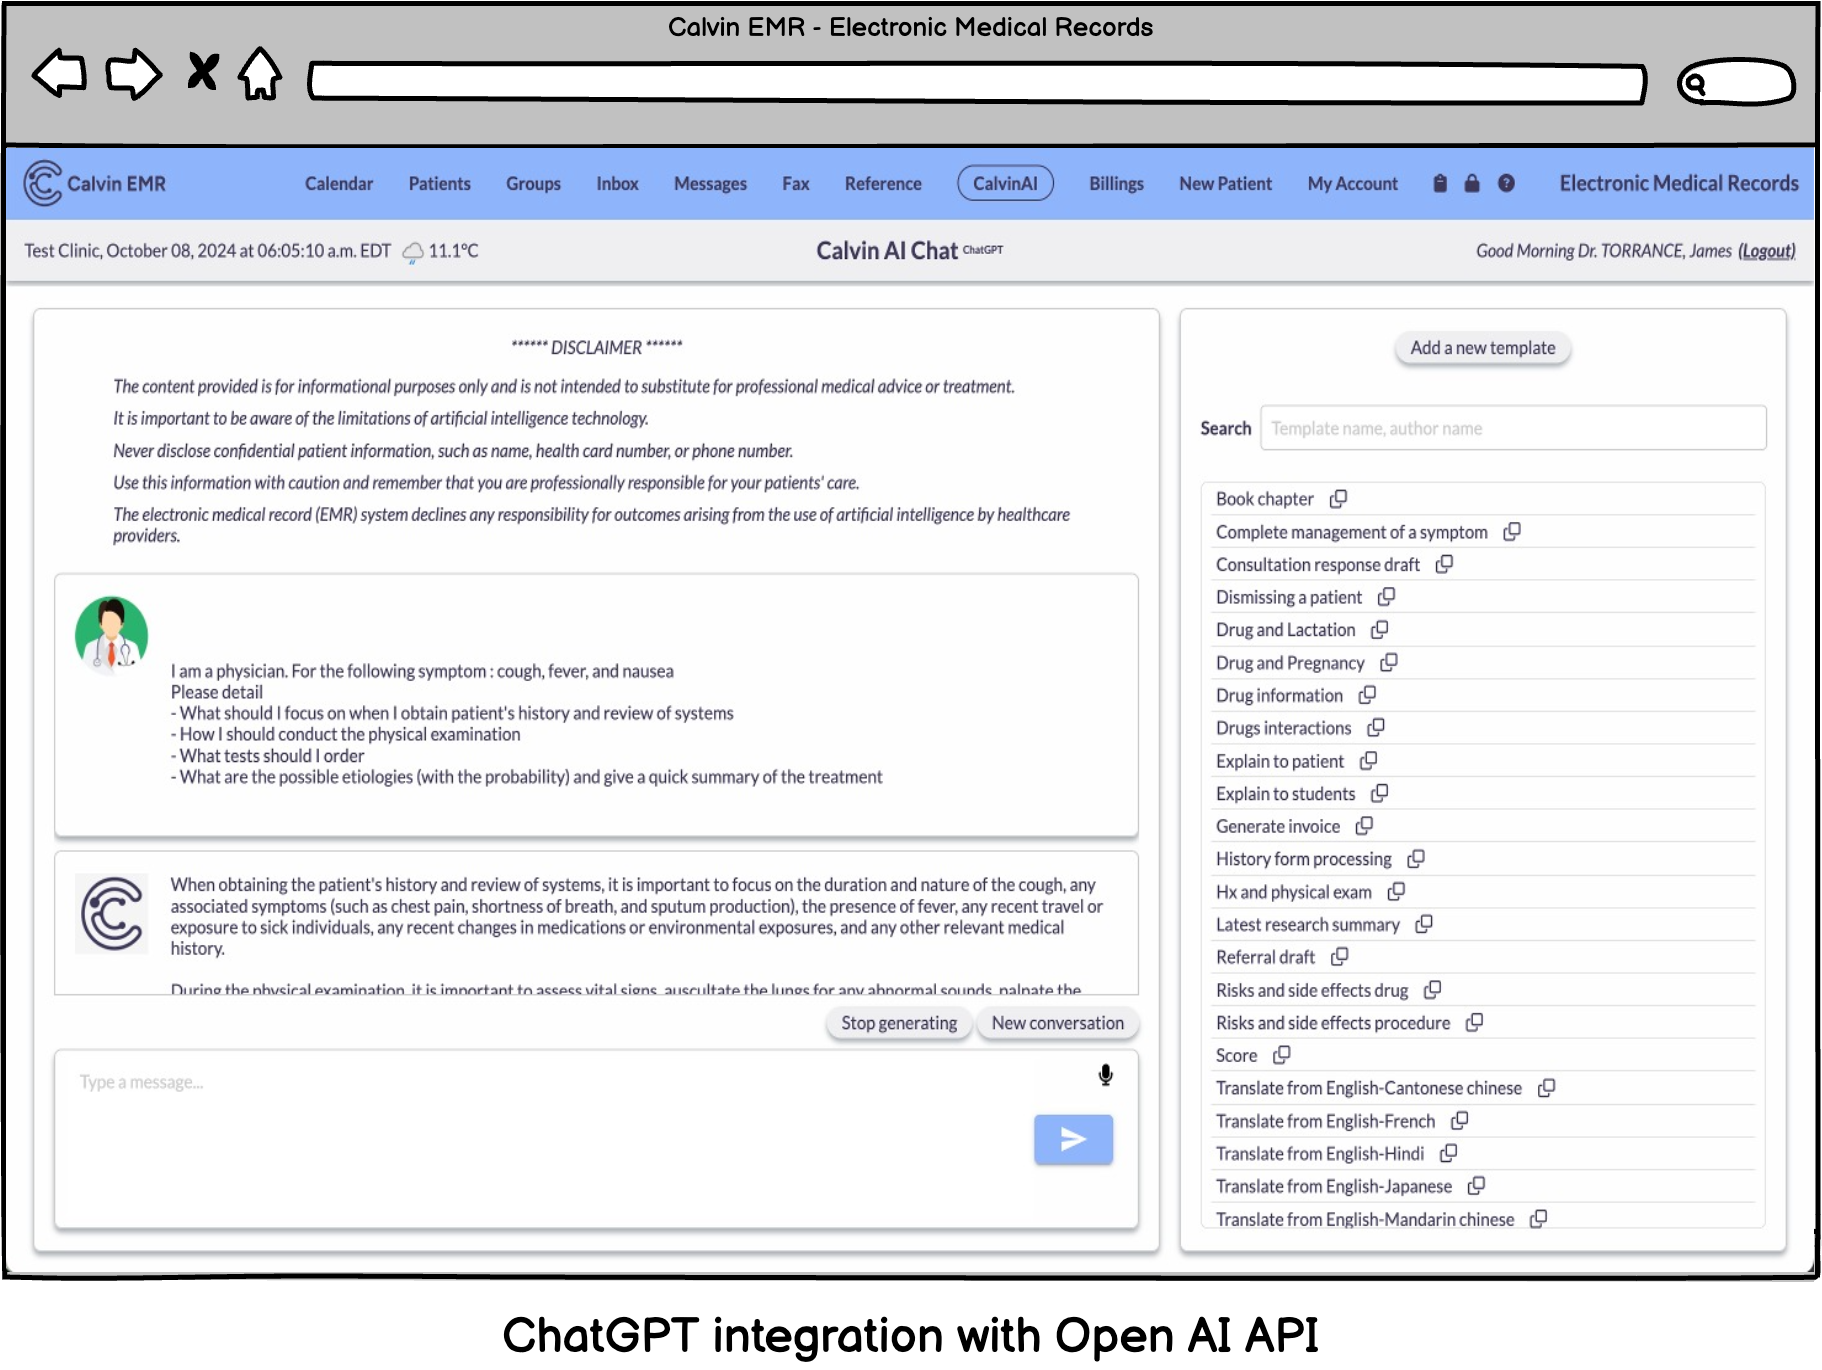 Calvin EMR - Electronic Medical Records
Calvin EMR
Calendar
Patients
Groups
Inbox
Messages
Fax
Reference
CalvinAI
Billings
New Patient
My Account
Electronic Medical Records
Test Clinic, October 08, 2024 at 06:05:10 a.m. EDT
11.1°C
Calvin AI Chat ChatGPT
Good Morning Dr. TORRANCE, James (Logout)
****** DISCLAIMER ******
The content provided is for informational purposes only and is not intended to substitute for professional medical advice or treatment.
It is important to be aware of the limitations of artificial intelligence technology.
Never disclose confidential patient information, such as name, health card number, or phone number.
Use this information with caution and remember that you are professionally responsible for your patients' care.
The electronic medical record (EMR) system declines any responsibility for outcomes arising from the use of artificial intelligence by healthcare
providers.
I am a physician. For the following symptom : cough, fever, and nausea
Please detail
- What should I focus on when I obtain patient's history and review of systems
- How I should conduct the physical examination
- What tests should I order
- What are the possible etiologies (with the probability) and give a quick summary of the treatment
When obtaining the patient's history and review of systems, it is important to focus on the duration and nature of the cough, any
associated symptoms (such as chest pain, shortness of breath, and sputum production), the presence of fever, any recent travel or
exposure to sick individuals, any recent changes in medications or environmental exposures, and any other relevant medical
history.
During the physical examination, it is important to assess vital signs, auscultate the lungs for any abnormal sounds, palpate the
Stop generating
New conversation
Type a message...
Add a new template
Search
Template name, author name
Book chapter
Complete management of a symptom
Consultation response draft
Dismissing a patient
Drug and Lactation
Drug and Pregnancy
Drug information
Drugs interactions
Explain to patient
Explain to students
Generate invoice
History form processing
Hx and physical exam
Latest research summary
Referral draft
Risks and side effects drug
Risks and side effects procedure
Score
Translate from English-Cantonese chinese
Translate from English-French
Translate from English-Hindi
Translate from English-Japanese
Translate from English-Mandarin chinese
ChatGPT integration with Open AI API